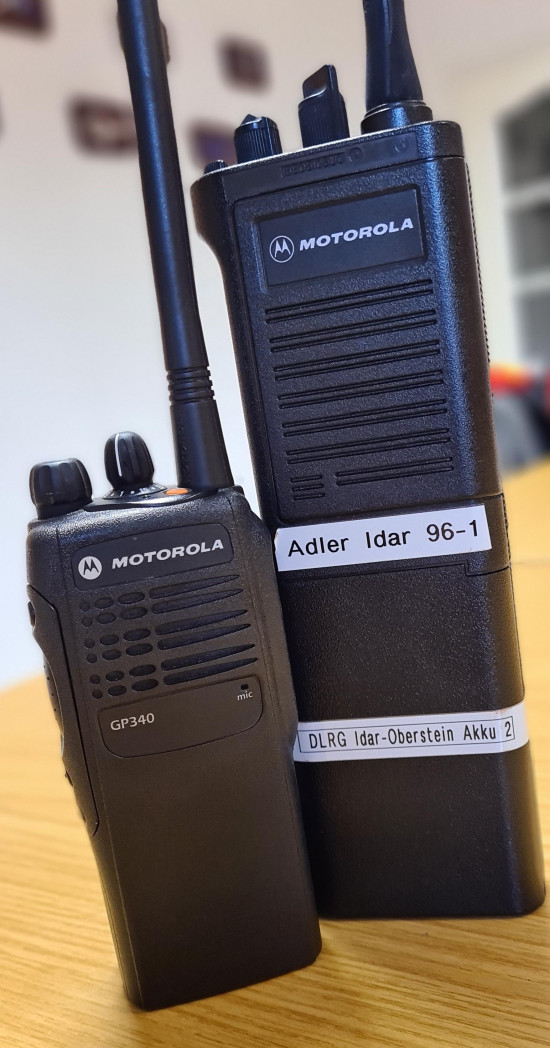 MOTOROLA
Adler Idar 96-1
DLRG Idar-Oberstein Akku 2
MOTOROLA
mic
GP340